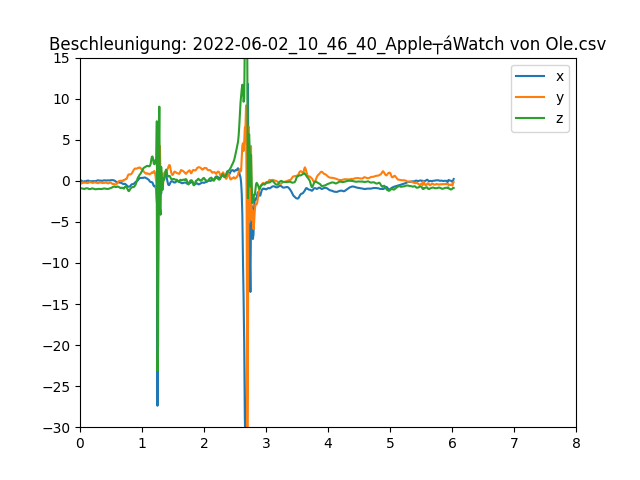 Beschleunigung: 2022-06-02_10_46_40_Apple┬áWatch von Ole.csv
15
10
5
0
−5
−10
−15
−20
−25
−30
0 1 2 3 4 5 6 7 8
x
y
z